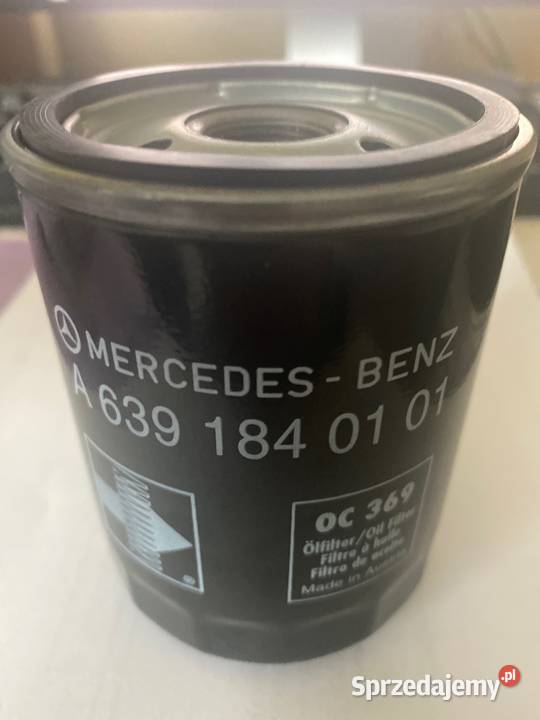 MERCEDES - BENZ
A 639 184 01 01
OC 369
Ölfilter/Oil Filter
Filtre à huile
Filtro de aceite
Made in Austria
®
Sprzedajemy.pl